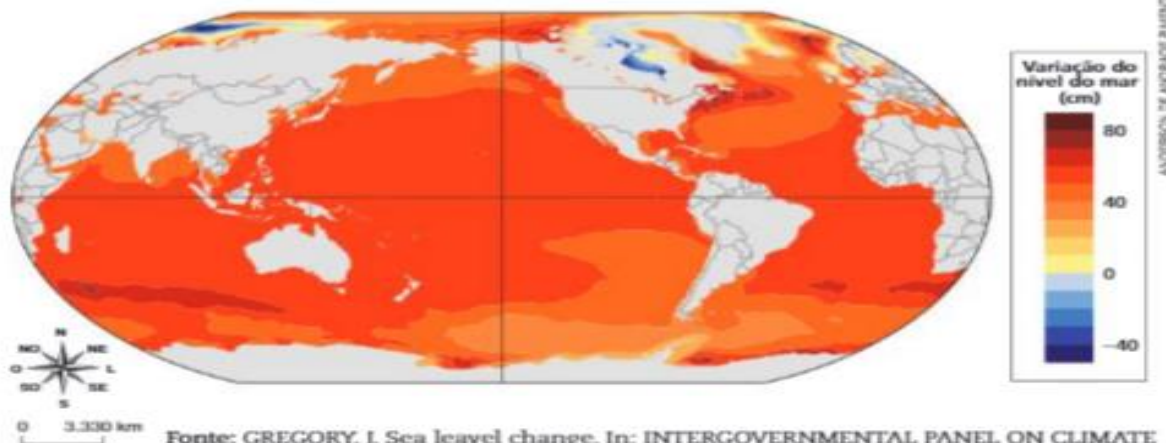 Variação do
nível do mar
(cm)
80
40
0
-40
N
NO NE
O L
SO SE
S
0 3.330 km
Fonte: GREGORY, J. Sea leavel change. In: INTERGOVERNMENTAL PANEL ON CLIMATE